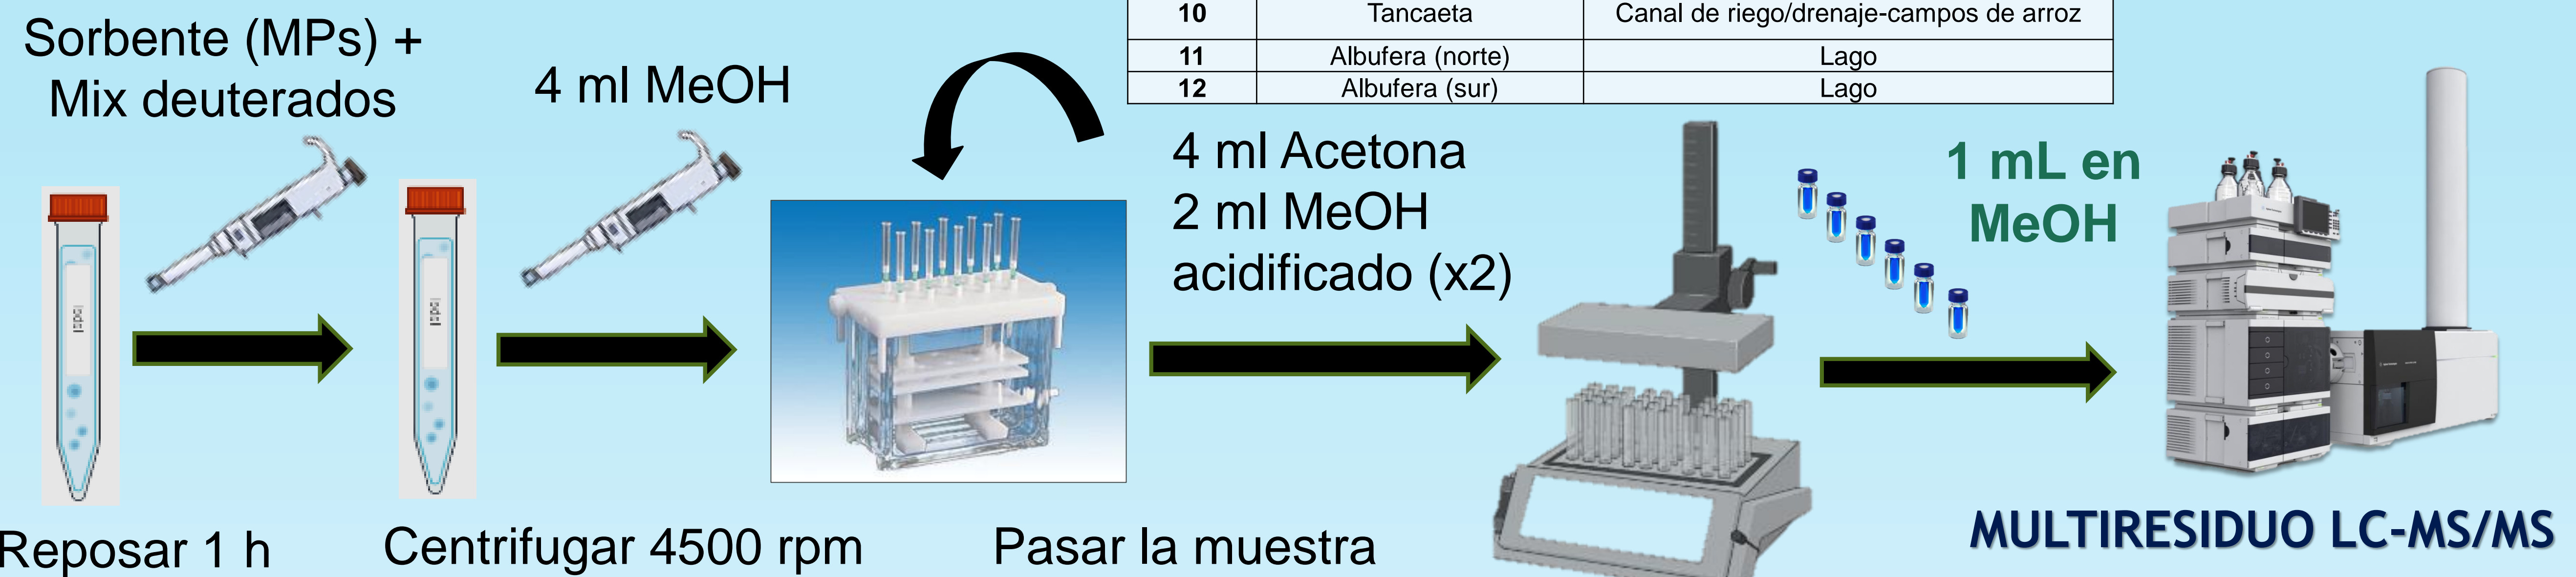 Sorbente (MPs) +
Mix deuterados
4 ml MeOH
10 Tancaeta Canal de riego/drenaje-campos de arroz
11 Albufera (norte) Lago
12 Albufera (sur) Lago
4 ml Acetona
2 ml MeOH
acidificado (x2)
1 mL en
MeOH
label
label
Reposar 1 h
Centrifugar 4500 rpm
Pasar la muestra
MULTIRESIDUO LC-MS/MS